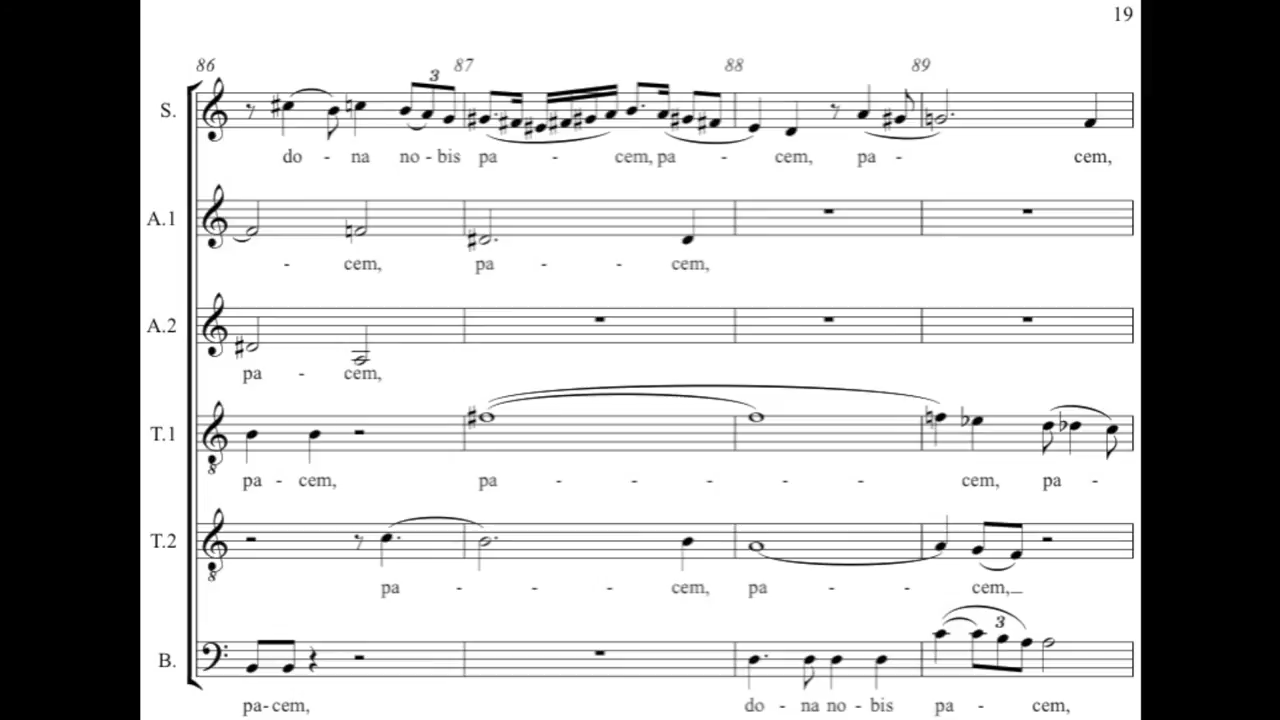 19
86 87 88 89
3
S.
do - na no - bis pa - cem, pa - cem, pa - cem,
A.1
- cem, pa - - cem,
A.2
pa - cem,
T.1
pa - cem, pa - - - - - cem, pa -
8
T.2
pa - - - cem, pa - - cem,
8
3
B.
pa - cem, do - na no - bis pa - cem,